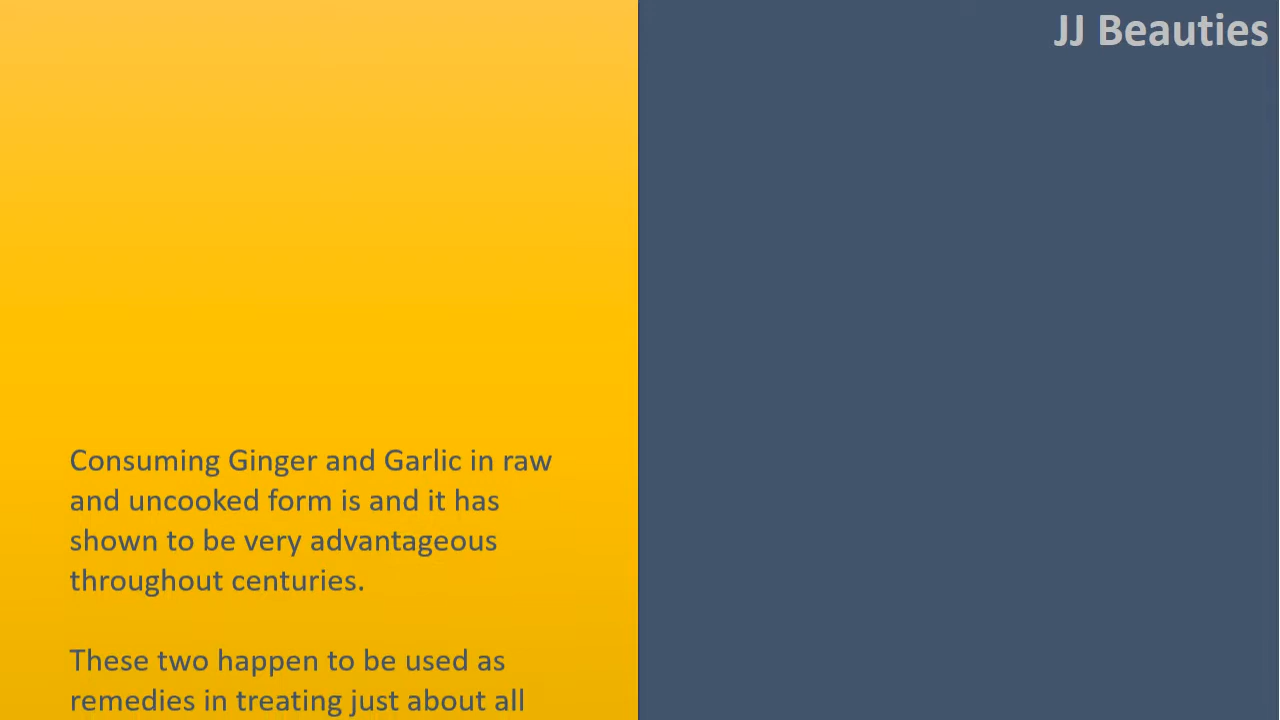 JJ Beauties
Consuming Ginger and Garlic in raw
and uncooked form is and it has
shown to be very advantageous
throughout centuries.
These two happen to be used as
remedies in treating just about all